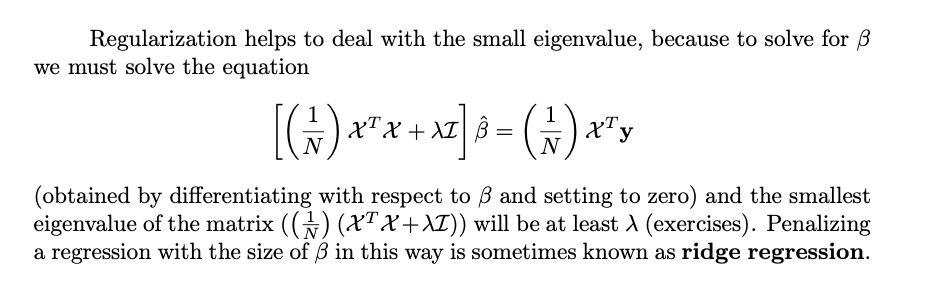 Regularization helps to deal with the small eigenvalue, because to solve for β
we must solve the equation
[(1/N) 𝒳ᵀ𝒳 + λℐ] β̂ = (1/N) 𝒳ᵀy
(obtained by differentiating with respect to β and setting to zero) and the smallest
eigenvalue of the matrix ((1/N) (𝒳ᵀ𝒳+λℐ)) will be at least λ (exercises). Penalizing
a regression with the size of β in this way is sometimes known as ridge regression.